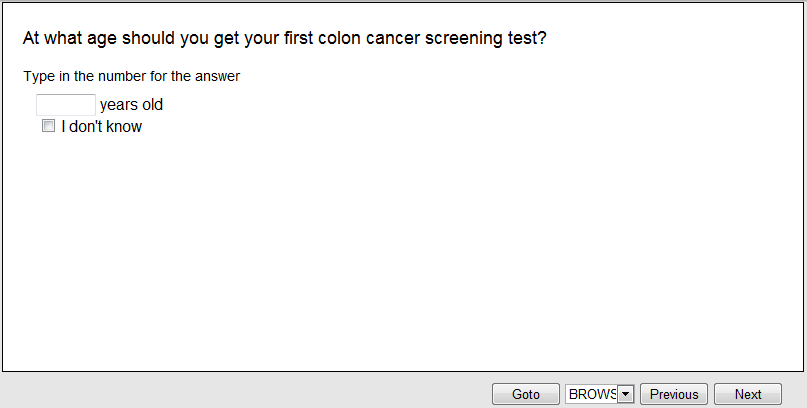 At what age should you get your first colon cancer screening test?
Type in the number for the answer
years old
I don't know
Goto BROWS Previous Next